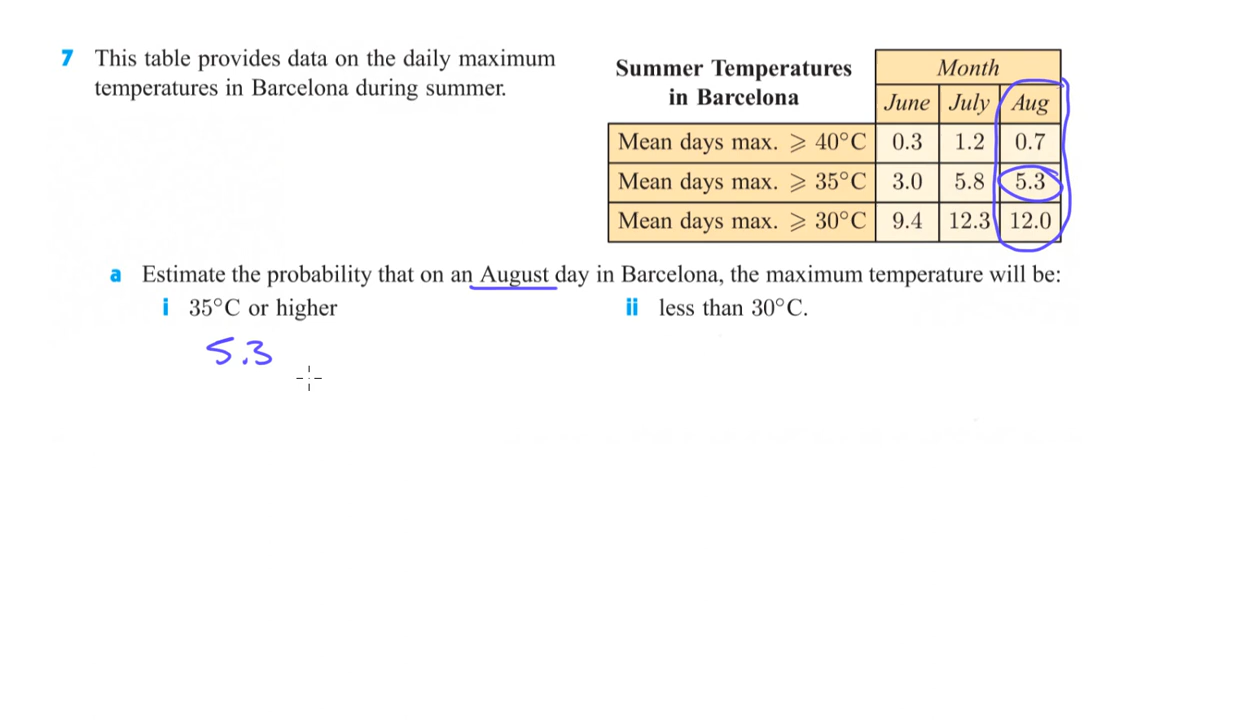 7 This table provides data on the daily maximum
temperatures in Barcelona during summer.
Summer Temperatures
in Barcelona
Month
June July Aug
Mean days max. ⩾ 40°C 0.3 1.2 0.7
Mean days max. ⩾ 35°C 3.0 5.8 5.3
Mean days max. ⩾ 30°C 9.4 12.3 12.0
a Estimate the probability that on an August day in Barcelona, the maximum temperature will be:
i 35°C or higher ii less than 30°C.
5.3